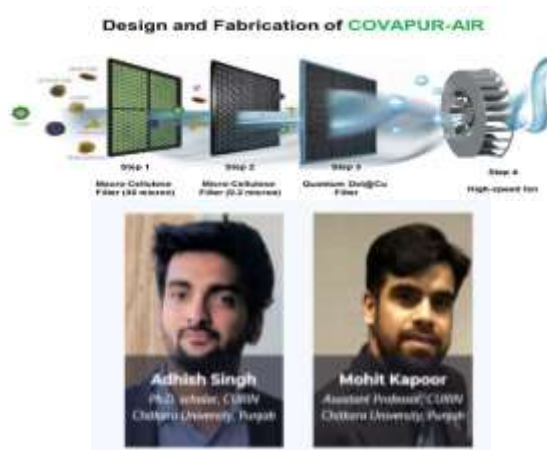 Design and Fabrication of COVAPUR-AIR
Step 1
Macro-Cellulose
Filter (40 micron)
Step 2
Micro-Cellulose
Filter (0.2 micron)
Step 3
Quantum Dot@Cu
Filter
Step 4
High-speed fan
Adhish Singh
Ph.D. scholar, CURIN
Chitkara University, Punjab
Mohit Kapoor
Assistant Professor, CURIN
Chitkara University, Punjab